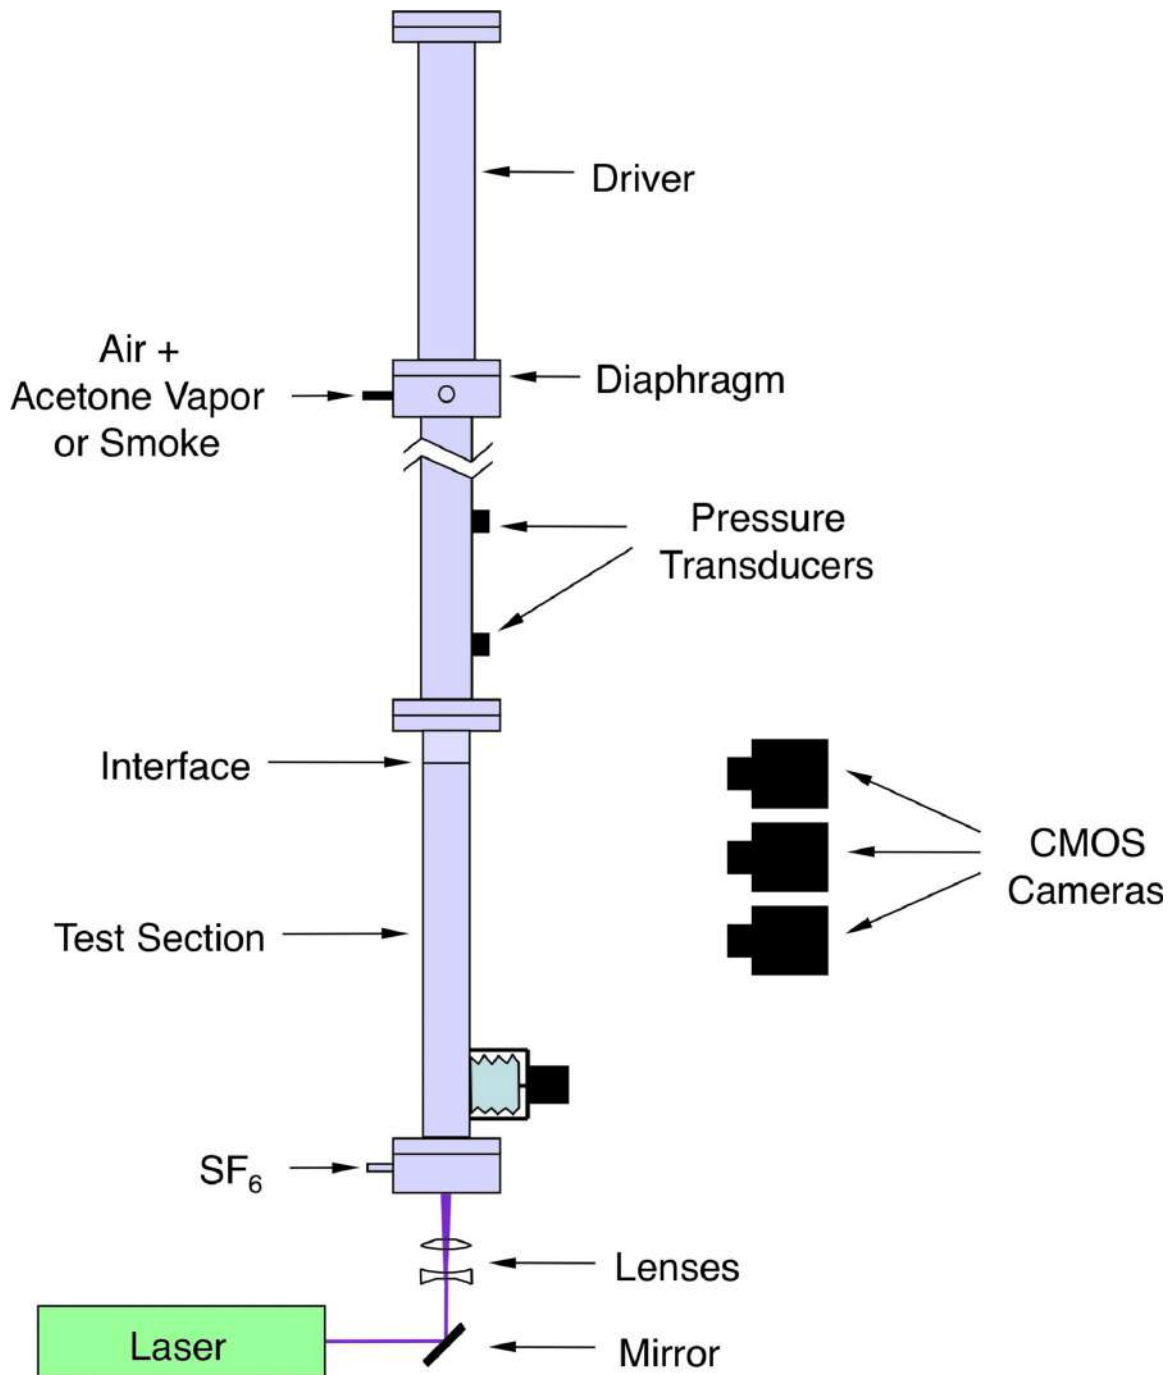 Driver
Air +
Acetone Vapor
or Smoke
Diaphragm
Pressure
Transducers
Interface
CMOS
Cameras
Test Section
SF₆
Lenses
Laser
Mirror